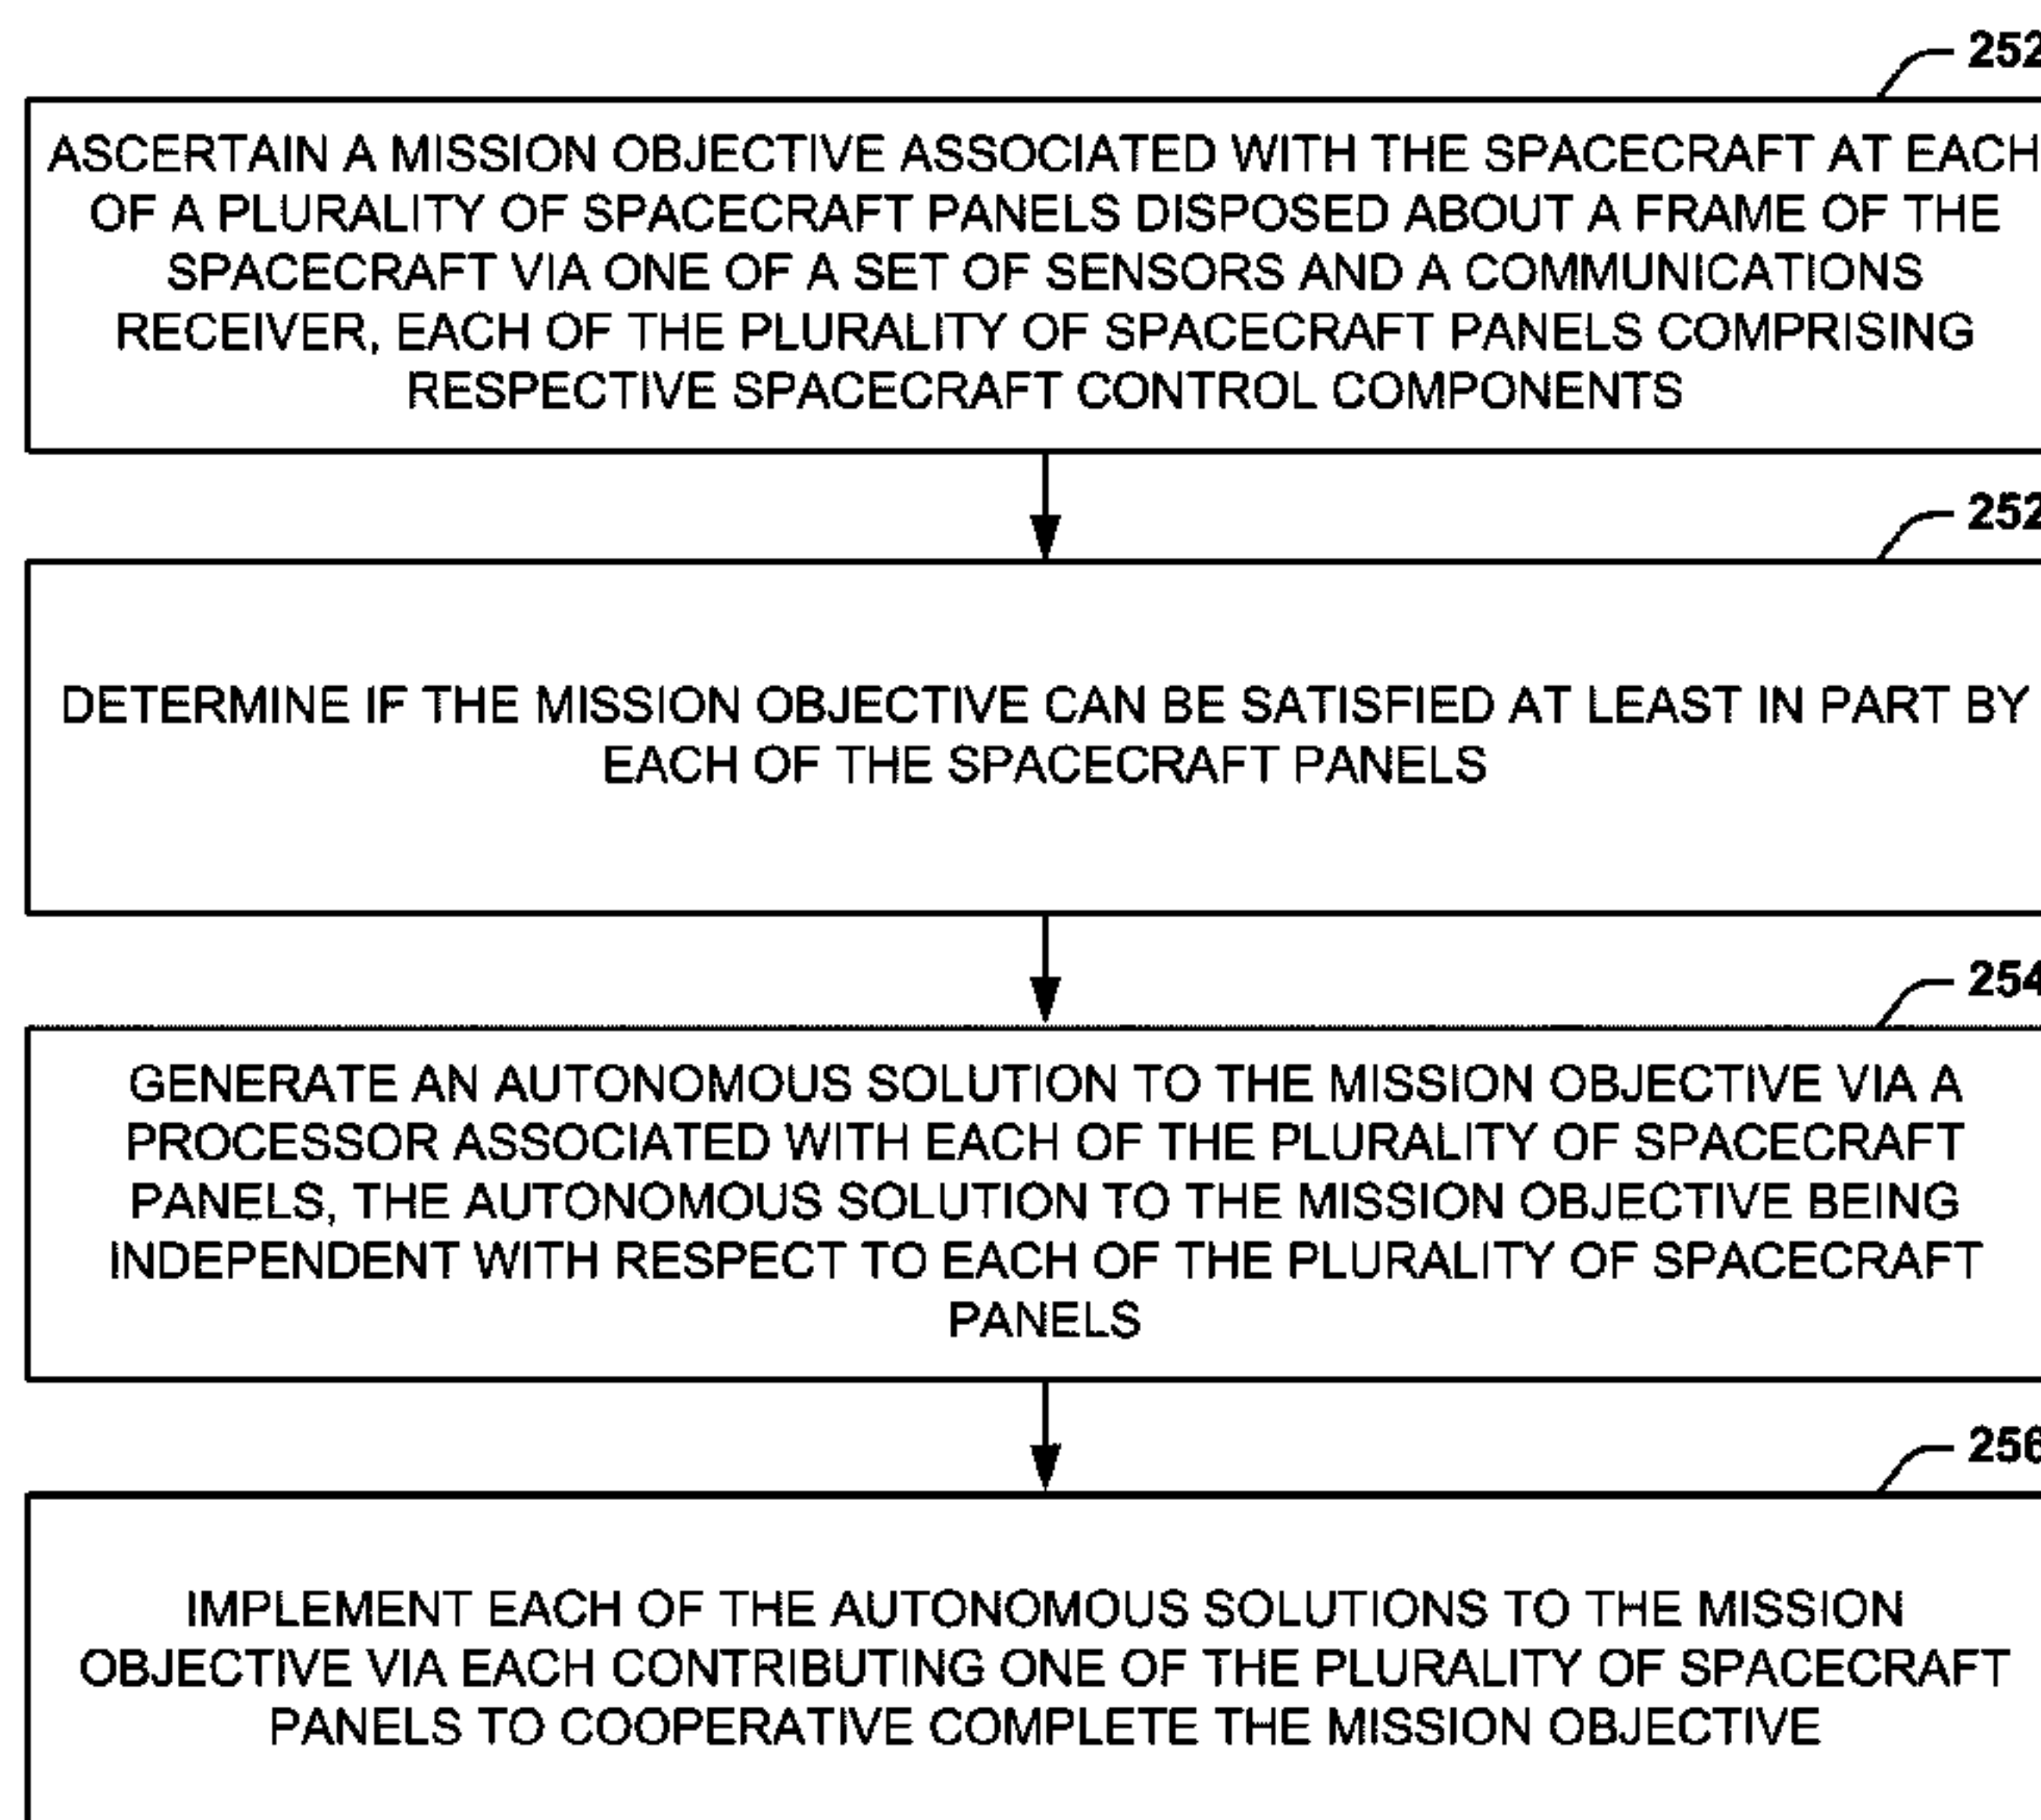 252
ASCERTAIN A MISSION OBJECTIVE ASSOCIATED WITH THE SPACECRAFT AT EACH
OF A PLURALITY OF SPACECRAFT PANELS DISPOSED ABOUT A FRAME OF THE
SPACECRAFT VIA ONE OF A SET OF SENSORS AND A COMMUNICATIONS
RECEIVER, EACH OF THE PLURALITY OF SPACECRAFT PANELS COMPRISING
RESPECTIVE SPACECRAFT CONTROL COMPONENTS
252
DETERMINE IF THE MISSION OBJECTIVE CAN BE SATISFIED AT LEAST IN PART BY
EACH OF THE SPACECRAFT PANELS
254
GENERATE AN AUTONOMOUS SOLUTION TO THE MISSION OBJECTIVE VIA A
PROCESSOR ASSOCIATED WITH EACH OF THE PLURALITY OF SPACECRAFT
PANELS, THE AUTONOMOUS SOLUTION TO THE MISSION OBJECTIVE BEING
INDEPENDENT WITH RESPECT TO EACH OF THE PLURALITY OF SPACECRAFT
PANELS
256
IMPLEMENT EACH OF THE AUTONOMOUS SOLUTIONS TO THE MISSION
OBJECTIVE VIA EACH CONTRIBUTING ONE OF THE PLURALITY OF SPACECRAFT
PANELS TO COOPERATIVE COMPLETE THE MISSION OBJECTIVE